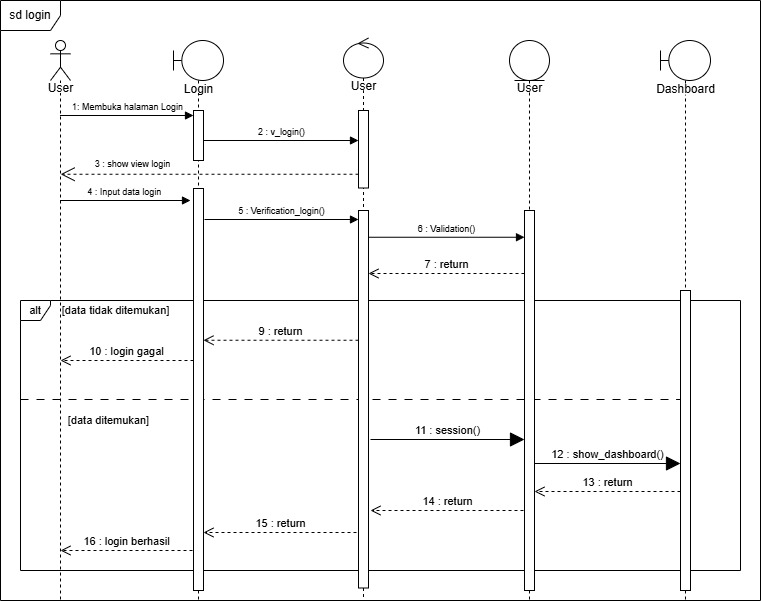 sd login
User
Login
User
User
Dashboard
1: Membuka halaman Login
2 : v_login()
3 : show view login
4 : Input data login
5 : Verification_login()
6 : Validation()
7 : return
alt
[data tidak ditemukan]
9 : return
10 : login gagal
[data ditemukan]
11 : session()
12 : show_dashboard()
13 : return
14 : return
15 : return
16 : login berhasil